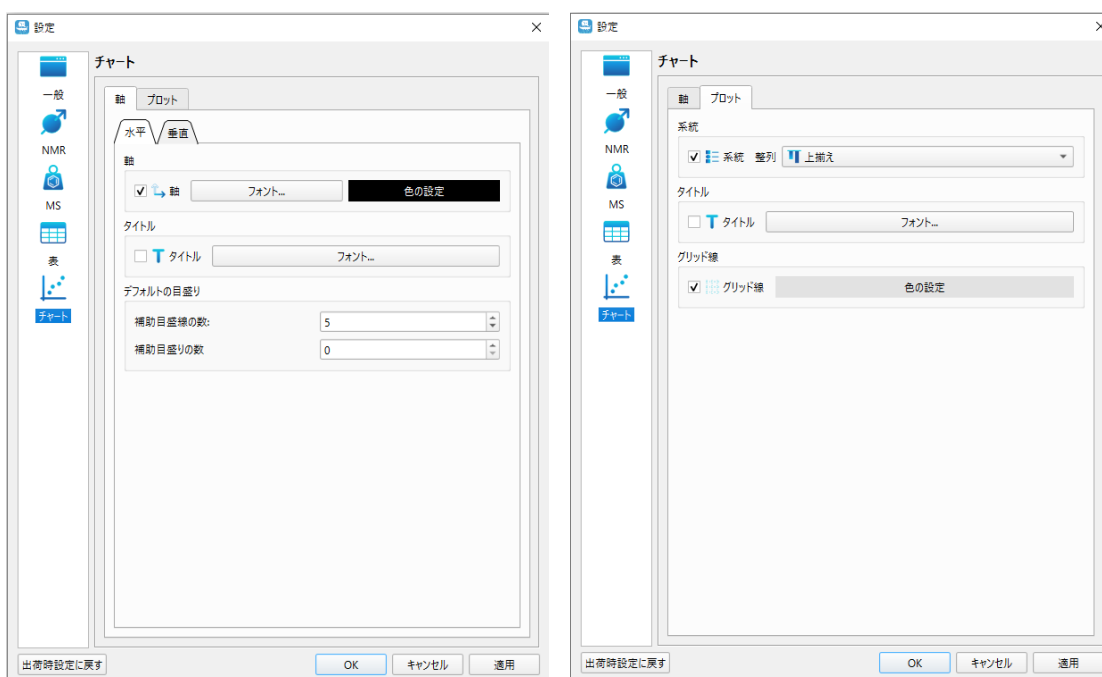 設定
チャート
一般
NMR
MS
表
チャート
軸 プロット
水平 垂直
軸
軸 フォント... 色の設定
タイトル
タイトル フォント...
デフォルトの目盛り
補助目盛線の数: 5
補助目盛りの数 0
出荷時設定に戻す OK キャンセル 適用
設定
チャート
一般
NMR
MS
表
チャート
軸 プロット
系統
系統 整列 上揃え
タイトル
タイトル フォント...
グリッド線
グリッド線 色の設定
出荷時設定に戻す OK キャンセル 適用